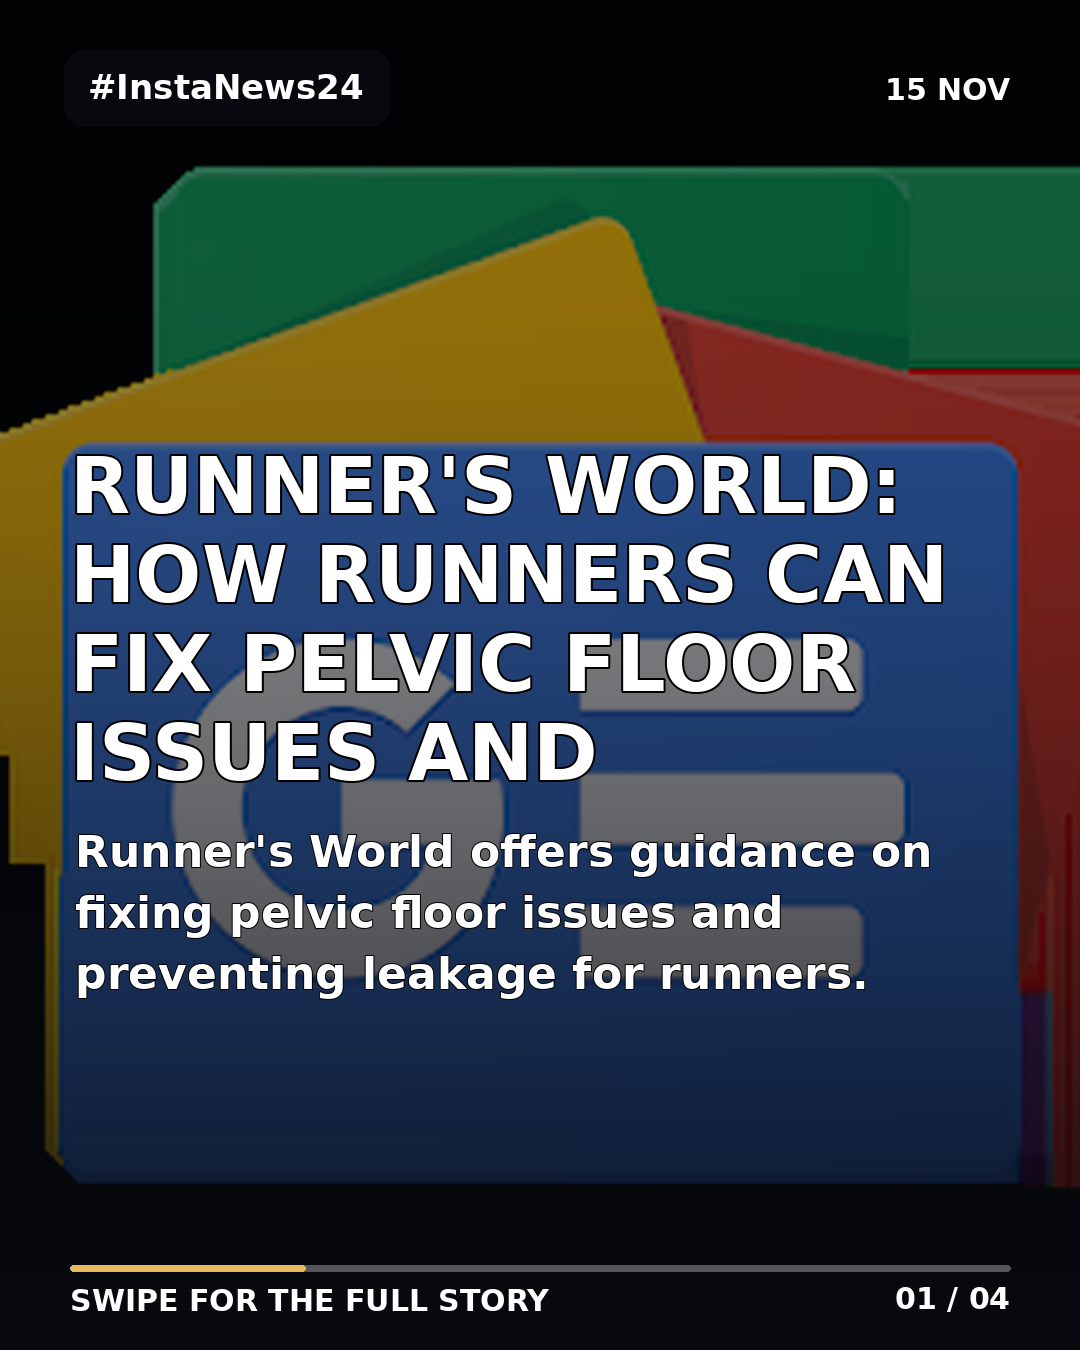 #InstaNews24
15 NOV
RUNNER'S WORLD:
HOW RUNNERS CAN
FIX PELVIC FLOOR
ISSUES AND
Runner's World offers guidance on
fixing pelvic floor issues and
preventing leakage for runners.
SWIPE FOR THE FULL STORY
01 / 04